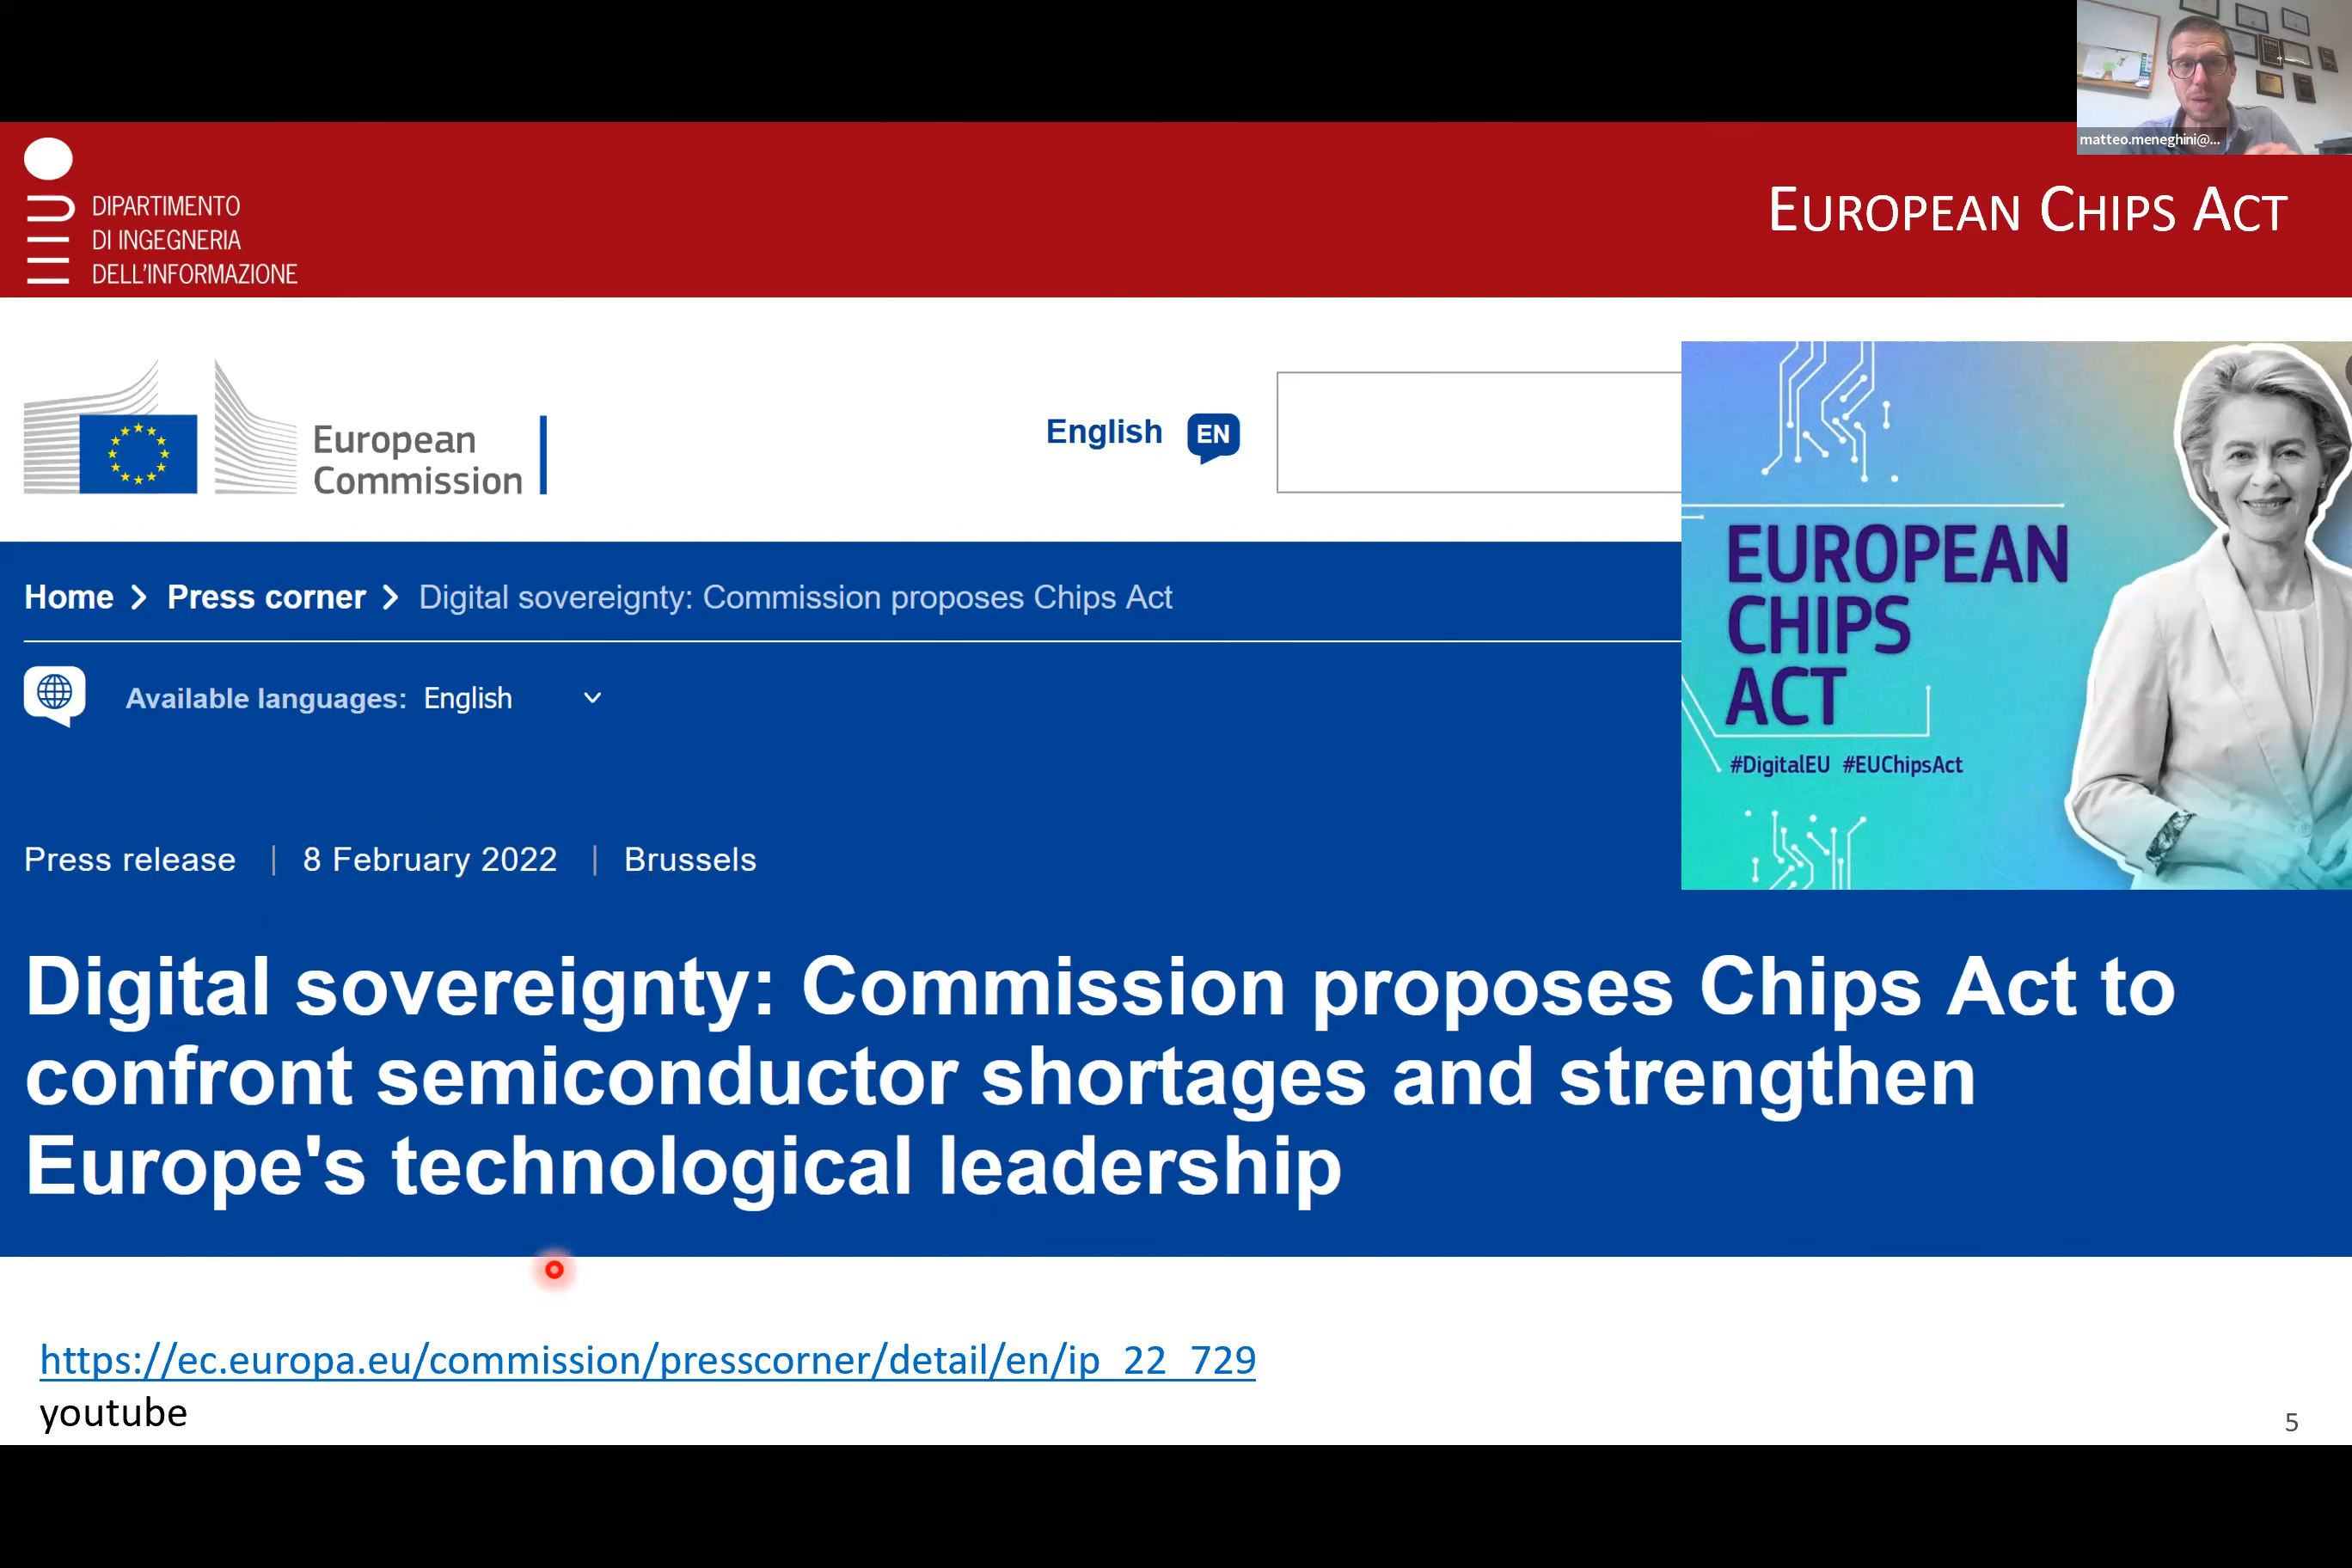 matteo.meneghini@...
DIPARTIMENTO
DI INGEGNERIA
DELL'INFORMAZIONE
EUROPEAN CHIPS ACT
European
Commission
English EN
EUROPEAN
CHIPS
ACT
#DigitalEU #EUChipsAct
Home > Press corner > Digital sovereignty: Commission proposes Chips Act
Available languages: English
Press release | 8 February 2022 | Brussels
Digital sovereignty: Commission proposes Chips Act to
confront semiconductor shortages and strengthen
Europe's technological leadership
https://ec.europa.eu/commission/presscorner/detail/en/ip_22_729
youtube
5